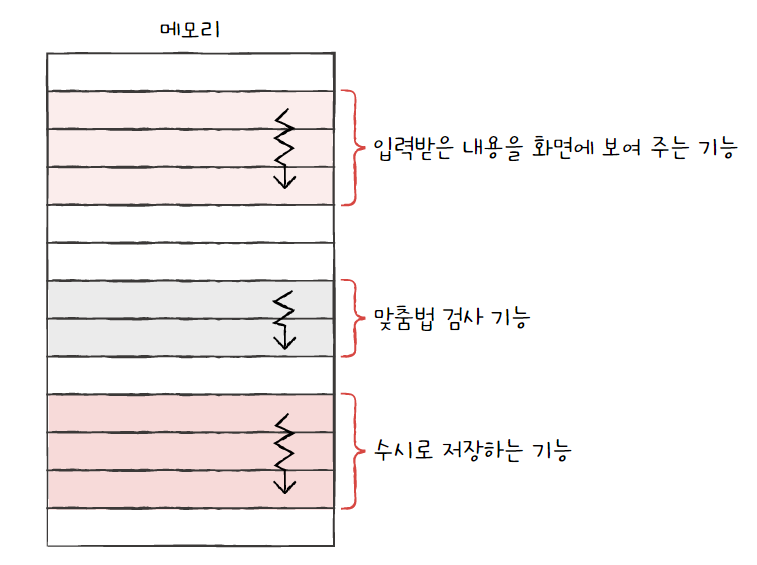 메모리
입력받은 내용을 화면에 보여 주는 기능
맞춤법 검사 기능
수시로 저장하는 기능